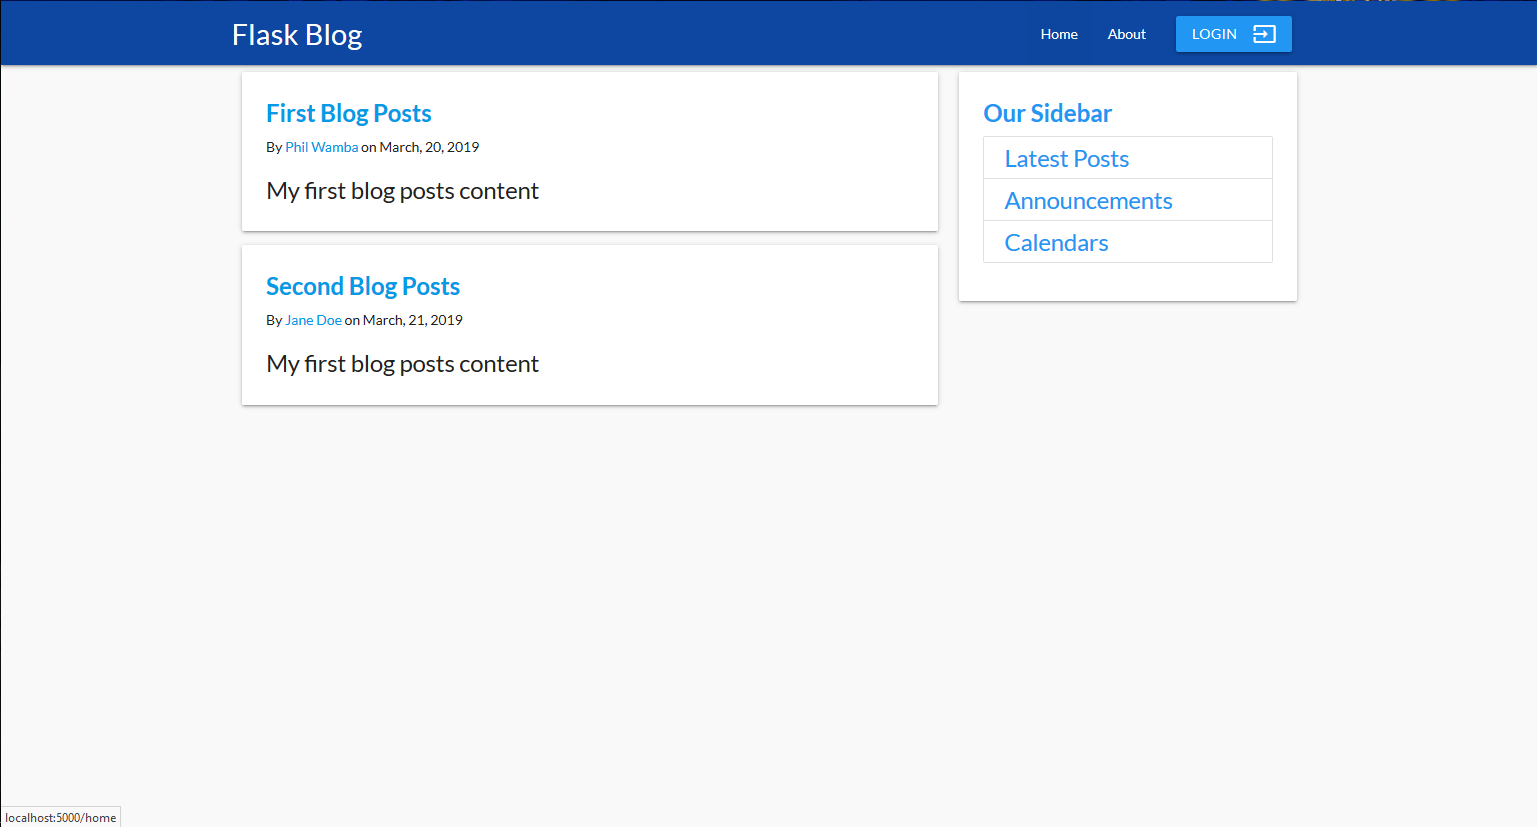 Flask Blog
Home
About
LOGIN
First Blog Posts
By Phil Wamba on March, 20, 2019
My first blog posts content
Second Blog Posts
By Jane Doe on March, 21, 2019
My first blog posts content
Our Sidebar
Latest Posts
Announcements
Calendars
localhost:5000/home